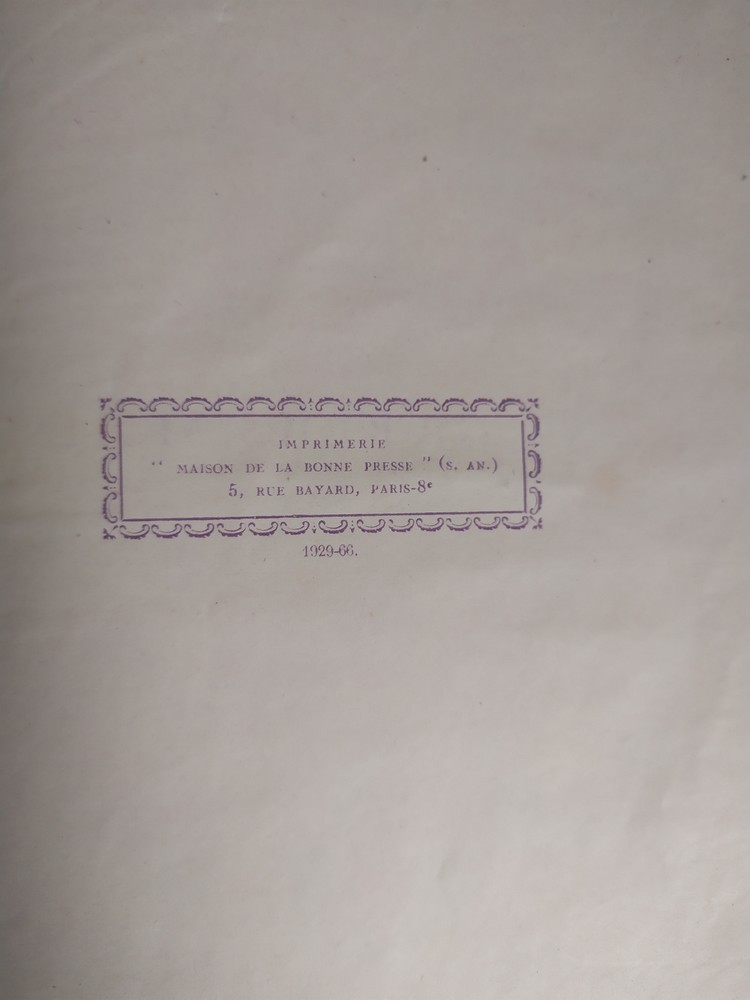 IMPRIMERIE
“ MAISON DE LA BONNE PRESSE ” (S. AN.)
5, RUE BAYARD, PARIS-8ᵉ
1929-66.